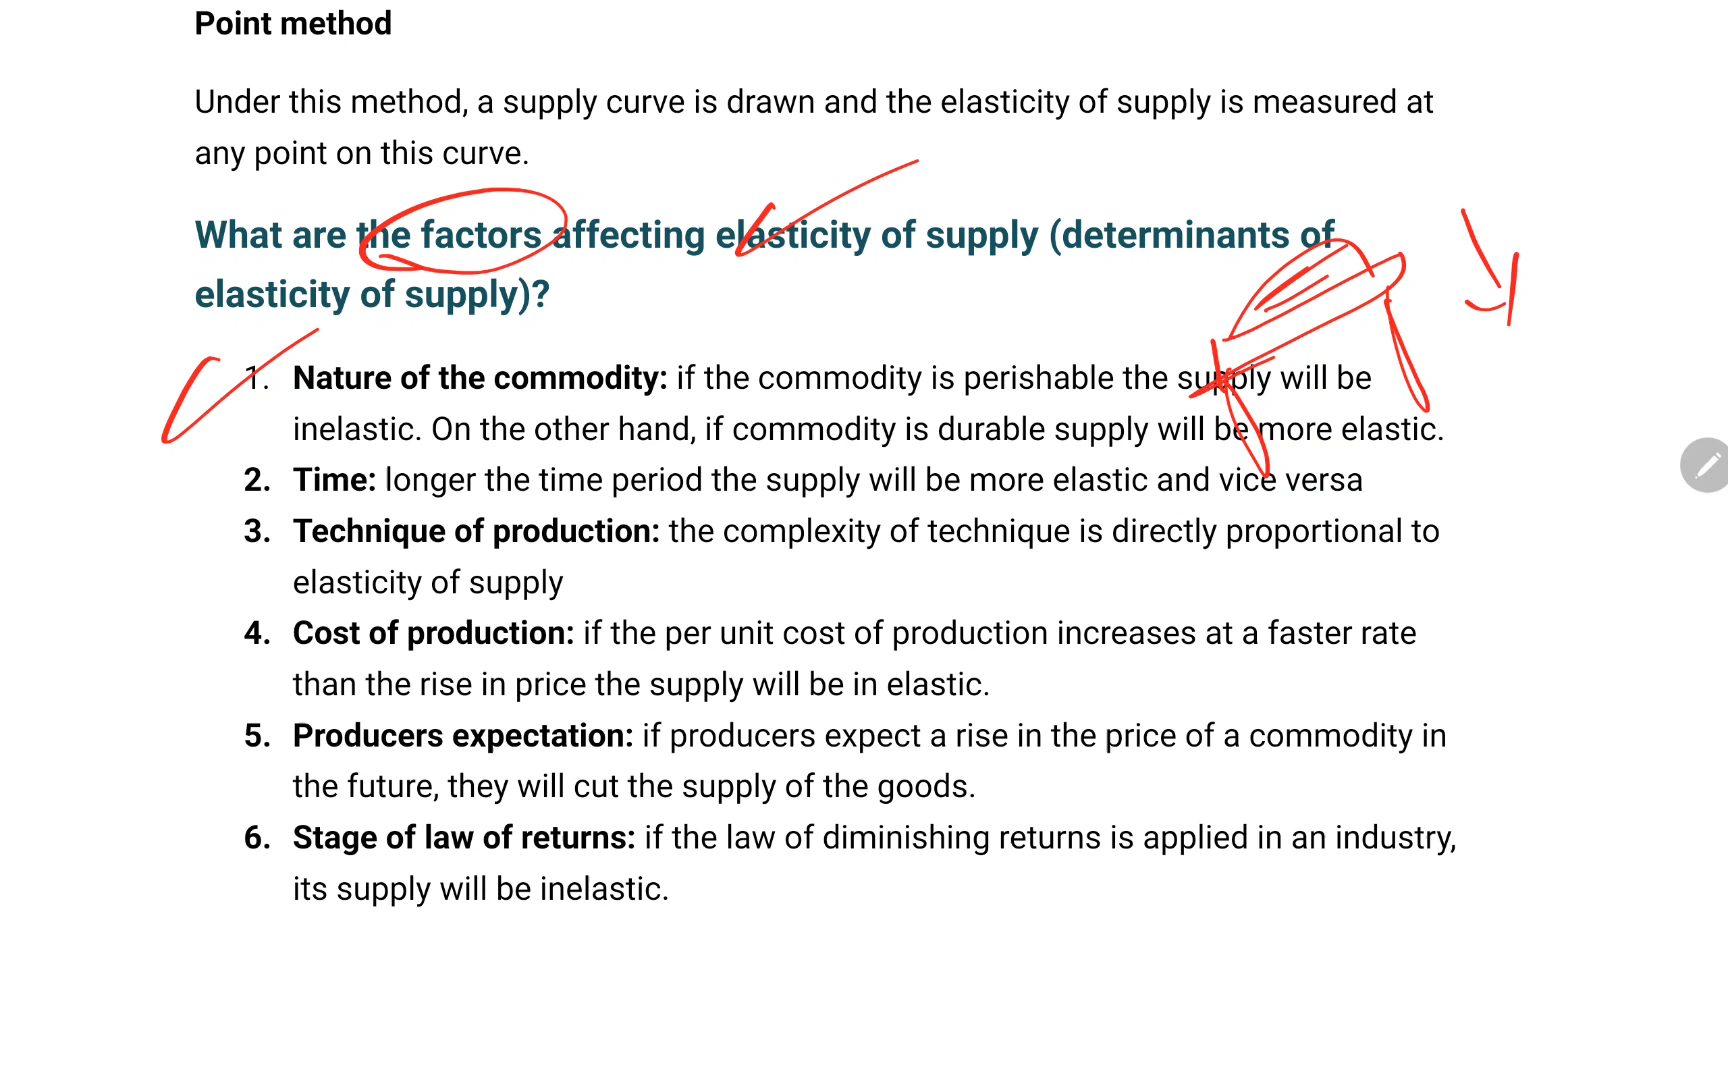 Point method
Under this method, a supply curve is drawn and the elasticity of supply is measured at
any point on this curve.
What are the factors affecting elasticity of supply (determinants of
elasticity of supply)?
1. Nature of the commodity: if the commodity is perishable the supply will be
inelastic. On the other hand, if commodity is durable supply will be more elastic.
2. Time: longer the time period the supply will be more elastic and vice versa
3. Technique of production: the complexity of technique is directly proportional to
elasticity of supply
4. Cost of production: if the per unit cost of production increases at a faster rate
than the rise in price the supply will be in elastic.
5. Producers expectation: if producers expect a rise in the price of a commodity in
the future, they will cut the supply of the goods.
6. Stage of law of returns: if the law of diminishing returns is applied in an industry,
its supply will be inelastic.